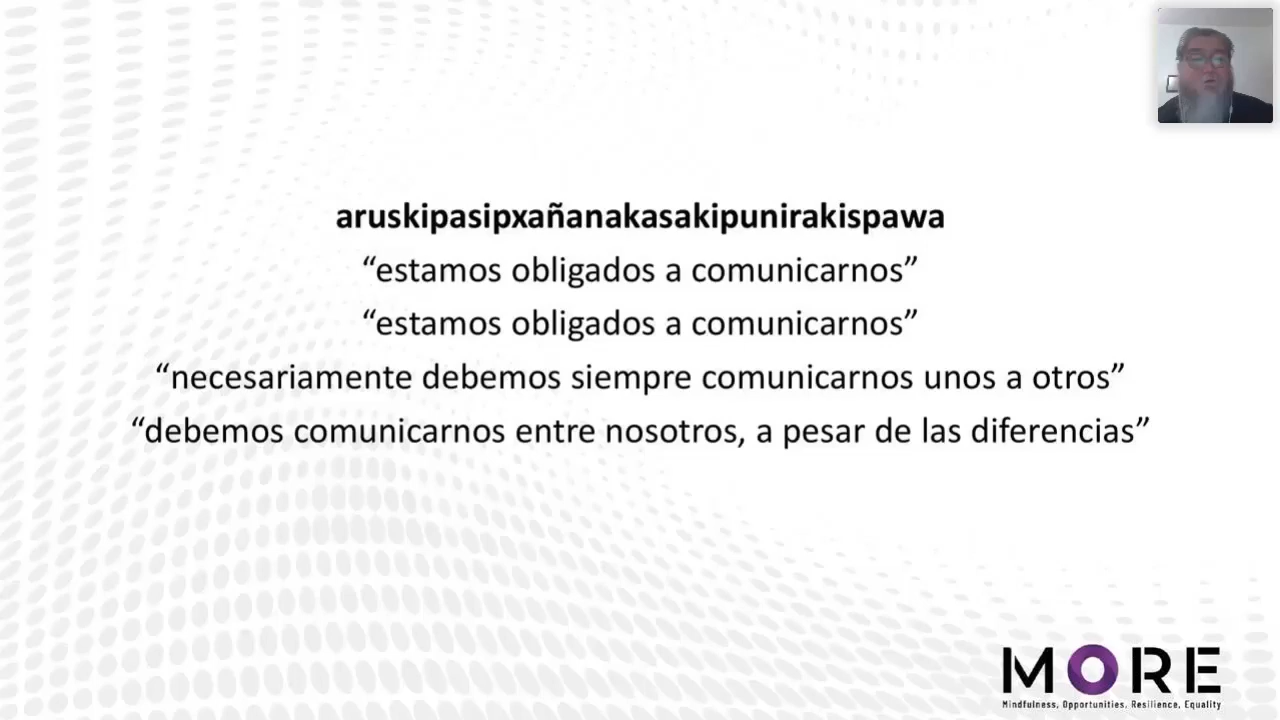 aruskipasipxañanakasakipunirakispawa
“estamos obligados a comunicarnos”
“estamos obligados a comunicarnos”
“necesariamente debemos siempre comunicarnos unos a otros”
“debemos comunicarnos entre nosotros, a pesar de las diferencias”
MORE
Mindfulness, Opportunities, Resilience, Equality